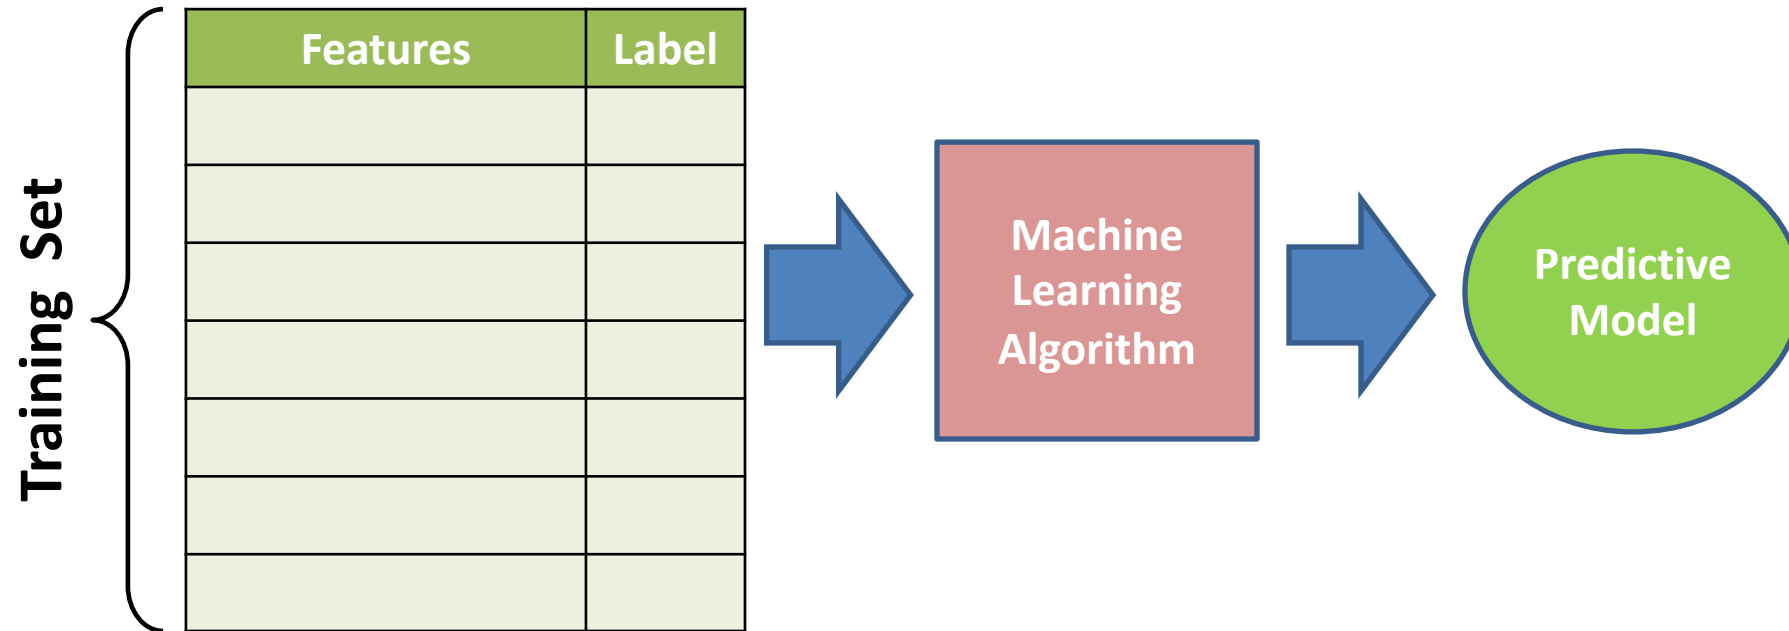 Training Set
Features
Label
Machine
Learning
Algorithm
Predictive
Model